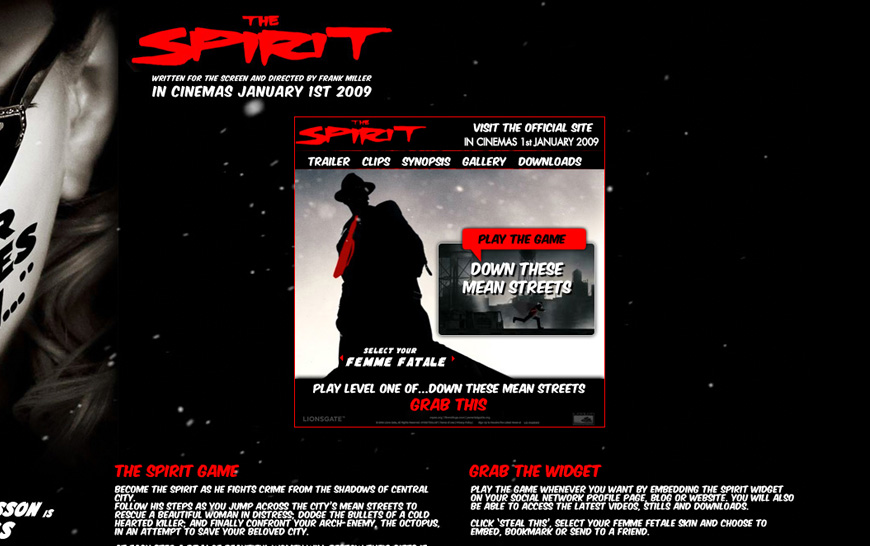 THE
SPIRIT
WRITTEN FOR THE SCREEN AND DIRECTED BY FRANK MILLER
IN CINEMAS JANUARY 1ST 2009
THE
SPIRIT
VISIT THE OFFICIAL SITE
IN CINEMAS 1st JANUARY 2009
TRAILER CLIPS SYNOPSIS GALLERY DOWNLOADS
PLAY THE GAME
DOWN THESE
MEAN STREETS
SELECT YOUR
FEMME FATALE
PLAY LEVEL ONE OF...DOWN THESE MEAN STREETS
GRAB THIS
LIONSGATE
THE SPIRIT GAME
BECOME THE SPIRIT AS HE FIGHTS CRIME FROM THE SHADOWS OF CENTRAL
CITY.
FOLLOW HIS STEPS AS YOU JUMP ACROSS THE CITY'S MEAN STREETS TO
RESCUE A BEAUTIFUL WOMAN IN DISTRESS; DODGE THE BULLETS OF A COLD
HEARTED KILLER; AND FINALLY CONFRONT YOUR ARCH-ENEMY, THE OCTOPUS,
IN AN ATTEMPT TO SAVE YOUR BELOVED CITY.
GRAB THE WIDGET
PLAY THE GAME WHENEVER YOU WANT BY EMBEDDING THE SPIRIT WIDGET
ON YOUR SOCIAL NETWORK PROFILE PAGE, BLOG OR WEBSITE. YOU WILL ALSO
BE ABLE TO ACCESS THE LATEST VIDEOS, STILLS AND DOWNLOADS.
CLICK 'STEAL THIS', SELECT YOUR FEMME FATALE SKIN AND CHOOSE TO
EMBED, BOOKMARK OR SEND TO A FRIEND.
SSON IS